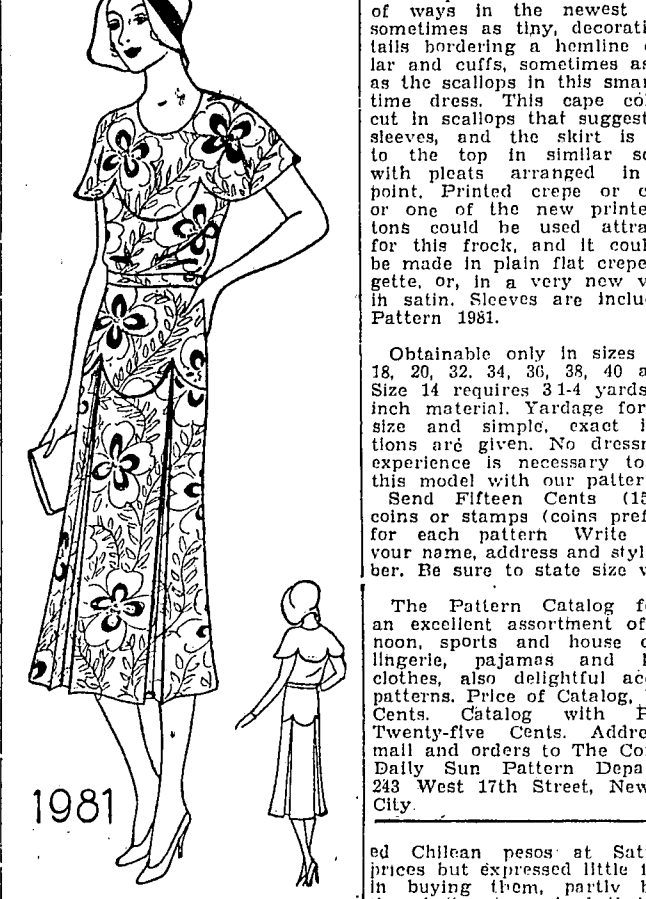 1981
of ways in the newest
sometimes as tiny, decorati
tails bordering a hemline
lar and cuffs, sometimes as
as the scallops in this smar
time dress. This cape col
cut in scallops that suggest
sleeves, and the skirt is
to the top in similar sc
with pleats arranged in
point. Printed crepe or c
or one of the new printe
tons could be used attra
for this frock, and it coul
be made in plain flat crepe
gette, or, in a very new v
in satin. Sleeves are inclu
Pattern 1981.
Obtainable only in sizes
18, 20, 32. 34, 36, 38, 40 a
Size 14 requires 3 1-4 yards
inch material. Yardage for
size and simple, exact i
tions are given. No dressm
experience is necessary to
this model with our patter
Send Fifteen Cents (15
coins or stamps (coins pref
for each pattern Write
your name, address and styl
ber. Be sure to state size w
The Pattern Catalog f
an excellent assortment of
noon, sports and house d
lingerie, pajamas and k
clothes, also delightful acc
patterns. Price of Catalog,
Cents. Catalog with P
Twenty-five Cents. Addre
mail and orders to The Co
Daily Sun Pattern Depa
243 West 17th Street, New
City.
ed Chilean pesos at Sat
prices but expressed little i
in buying them, partly b